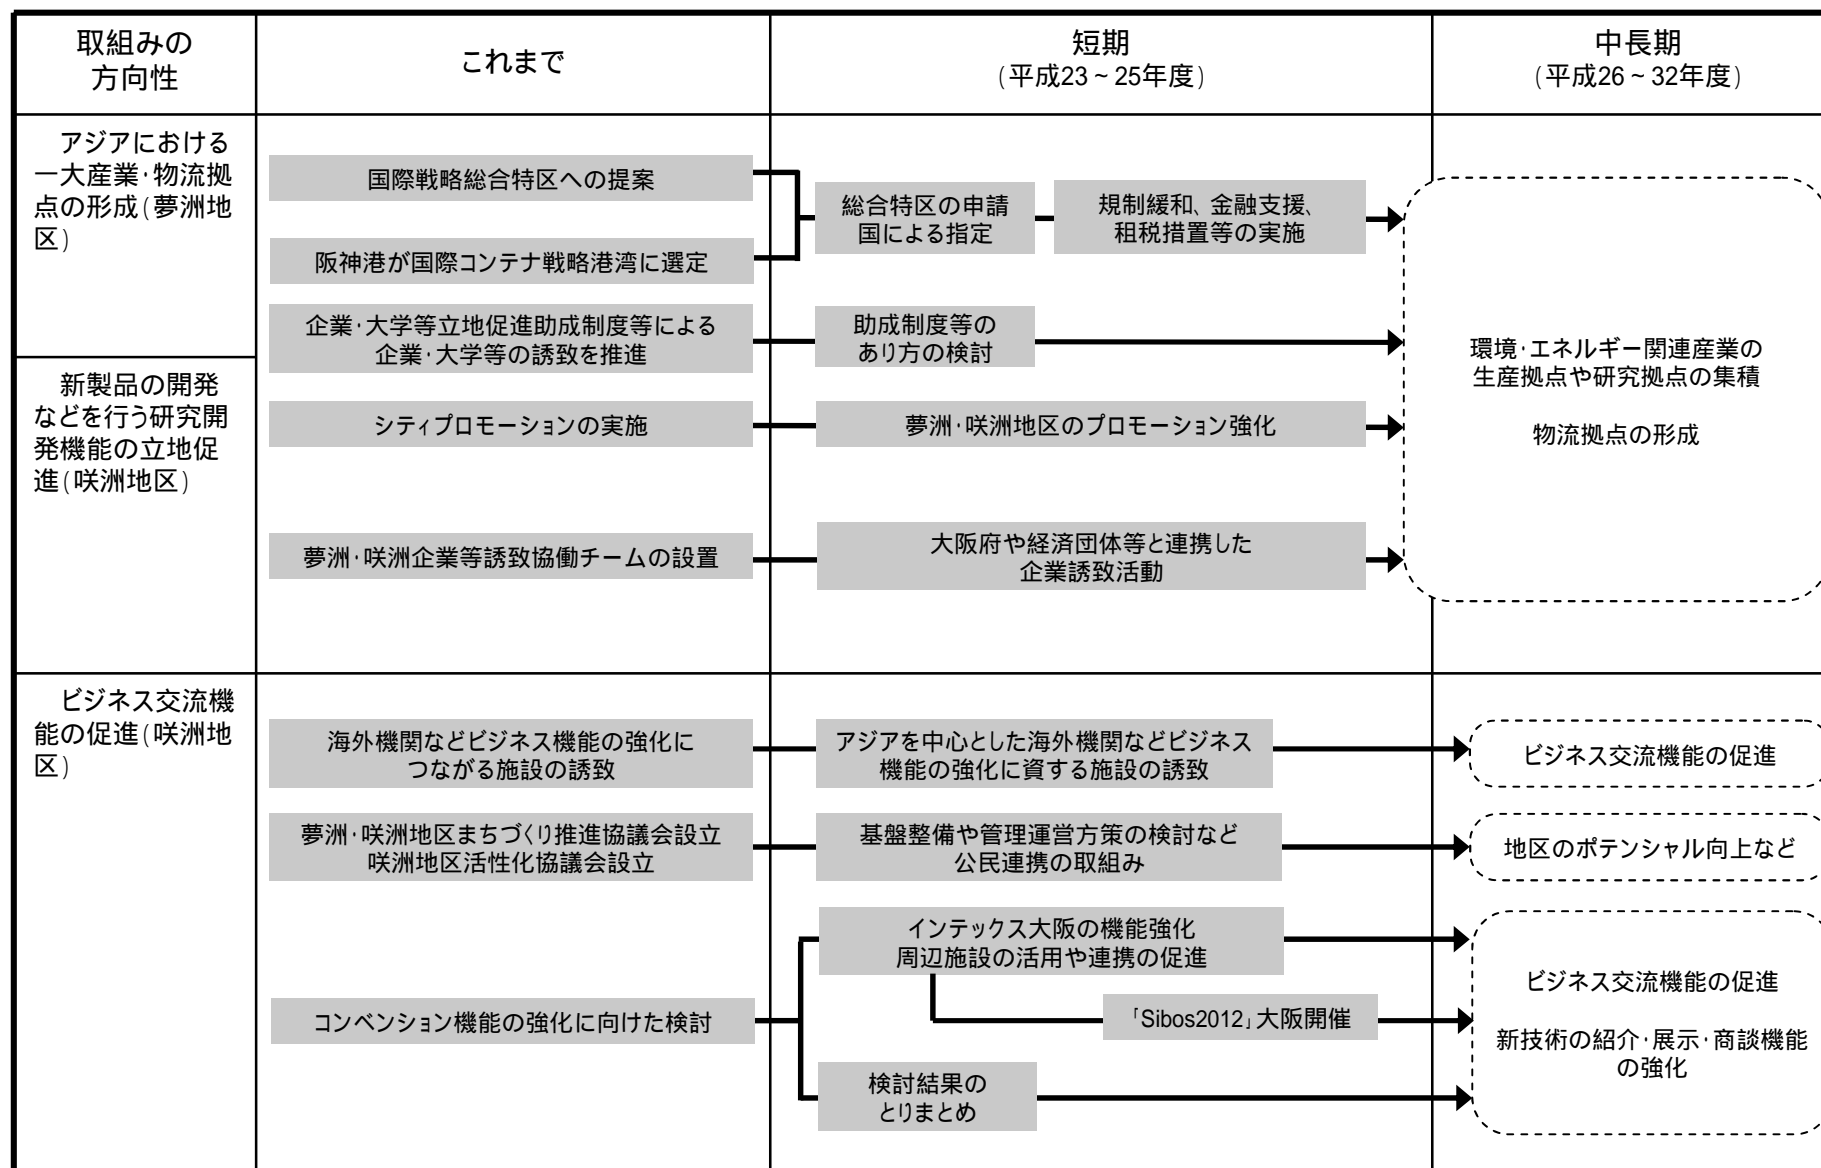 取組みの
方向性
これまで
短期
(平成23~25年度)
中長期
(平成26~32年度)
アジアにおける
一大産業・物流拠
点の形成(夢洲地
区)
国際戦略総合特区への提案
阪神港が国際コンテナ戦略港湾に選定
総合特区の申請
国による指定
規制緩和、金融支援、
租税措置等の実施
企業・大学等立地促進助成制度等による
企業・大学等の誘致を推進
助成制度等の
あり方の検討
新製品の開発
などを行う研究開
発機能の立地促
進(咲洲地区)
シティプロモーションの実施
夢洲・咲洲地区のプロモーション強化
夢洲・咲洲企業等誘致協働チームの設置
大阪府や経済団体等と連携した
企業誘致活動
環境・エネルギー関連産業の
生産拠点や研究拠点の集積
物流拠点の形成
ビジネス交流機
能の促進(咲洲地
区)
海外機関などビジネス機能の強化に
つながる施設の誘致
アジアを中心とした海外機関などビジネス
機能の強化に資する施設の誘致
ビジネス交流機能の促進
夢洲・咲洲地区まちづくり推進協議会設立
咲洲地区活性化協議会設立
基盤整備や管理運営方策の検討など
公民連携の取組み
地区のポテンシャル向上など
コンベンション機能の強化に向けた検討
インテックス大阪の機能強化
周辺施設の活用や連携の促進
「Sibos2012」大阪開催
検討結果の
とりまとめ
ビジネス交流機能の促進
新技術の紹介・展示・商談機能
の強化